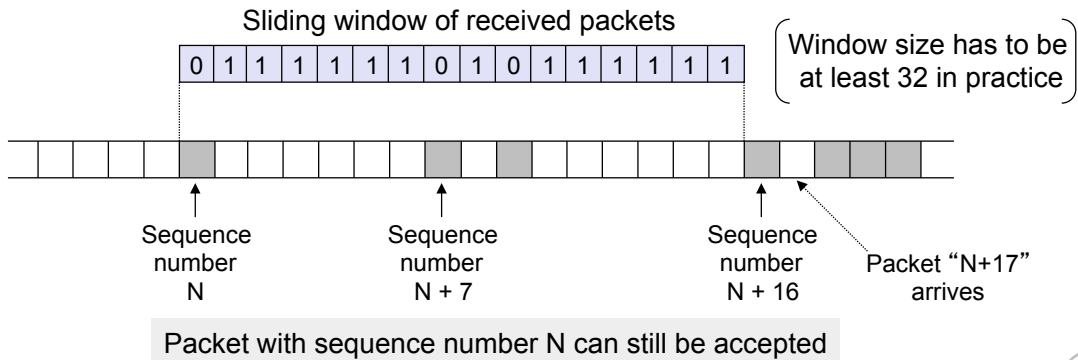 Sliding window of received packets
0 1 1 1 1 1 1 0 1 0 1 1 1 1 1 1
Window size has to be
at least 32 in practice
Sequence
number
N
Sequence
number
N + 7
Sequence
number
N + 16
Packet “N+17”
arrives
Packet with sequence number N can still be accepted